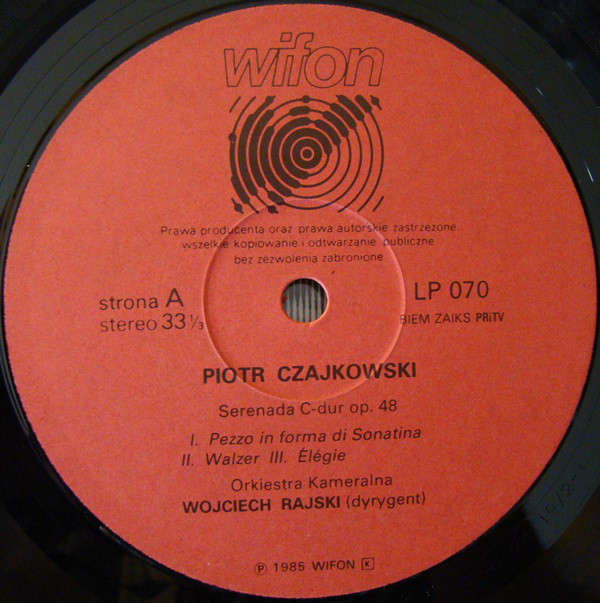 wifon
Prawa producenta oraz prawa autorskie zastrzeżone.
wszelkie kopiowanie i odtwarzanie publiczne
bez zezwolenia zabronione
strona A
LP 070
stereo 33 ⅓
BIEM ZAIKS PRiTV
PIOTR CZAJKOWSKI
Serenada C-dur op. 48
I. Pezzo in forma di Sonatina
II. Walzer III. Élégie
Orkiestra Kameralna
WOJCIECH RAJSKI (dyrygent)
℗ 1985 WIFON K